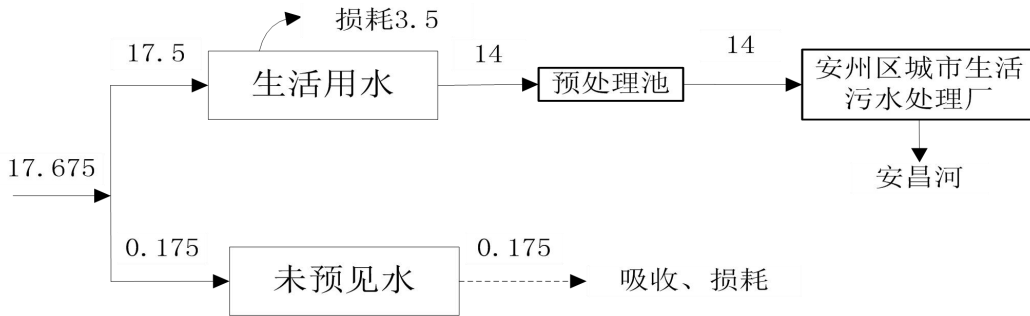 损耗3.5
17.5
生活用水
14
预处理池
14
安州区城市生活
污水处理厂
安昌河
17.675
0.175
未预见水
0.175
吸收、损耗